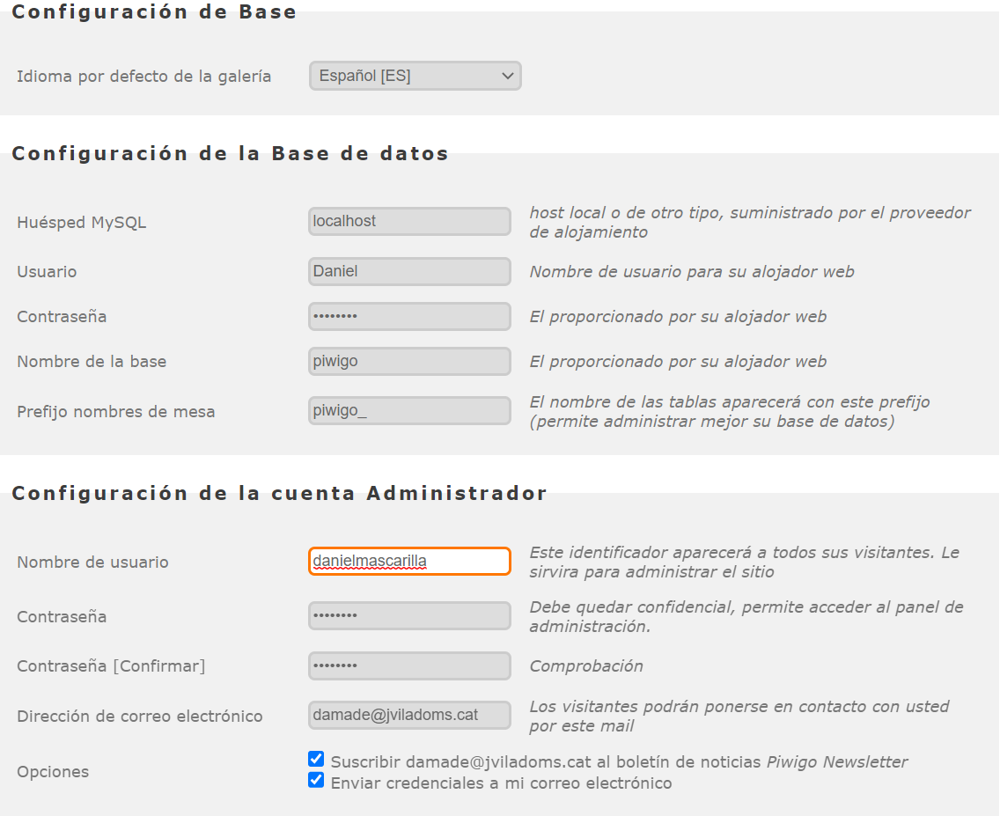 Configuración de Base
Idioma por defecto de la galería
Español [ES]
Configuración de la Base de datos
Huésped MySQL
localhost
host local o de otro tipo, suministrado por el proveedor
de alojamiento
Usuario
Daniel
Nombre de usuario para su alojador web
Contraseña
••••••••
El proporcionado por su alojador web
Nombre de la base
piwigo
El proporcionado por su alojador web
Prefijo nombres de mesa
piwigo_
El nombre de las tablas aparecerá con este prefijo
(permite administrar mejor su base de datos)
Configuración de la cuenta Administrador
Nombre de usuario
danielmascarilla
Este identificador aparecerá a todos sus visitantes. Le
sirvira para administrar el sitio
Contraseña
••••••••
Debe quedar confidencial, permite acceder al panel de
administración.
Contraseña [Confirmar]
••••••••
Comprobación
Dirección de correo electrónico
damade@jviladoms.cat
Los visitantes podrán ponerse en contacto con usted
por este mail
Opciones
Suscribir damade@jviladoms.cat al boletín de noticias Piwigo Newsletter
Enviar credenciales a mi correo electrónico